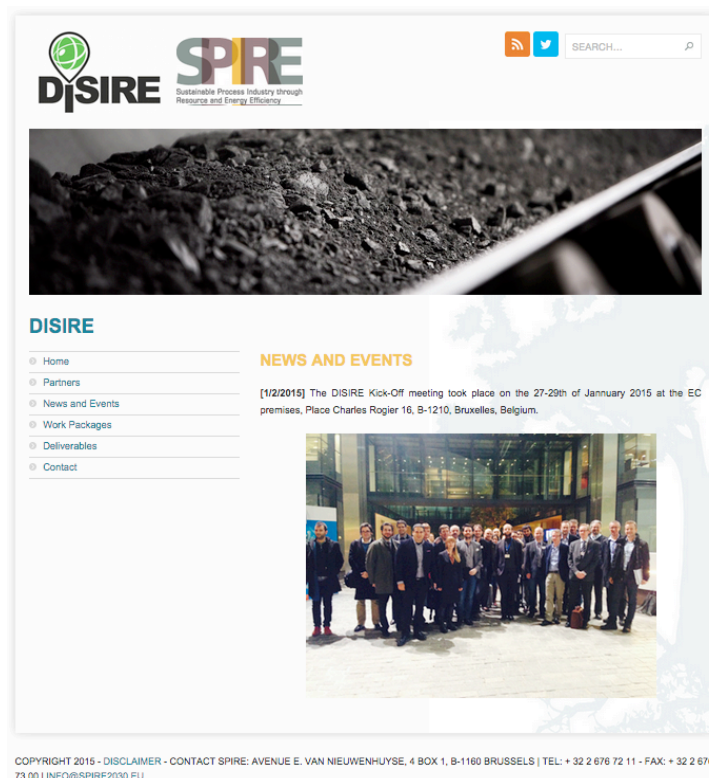 SEARCH...
DISIRE
SPIRE
Sustainable Process Industry through
Resource and Energy Efficiency
DISIRE
Home
Partners
News and Events
Work Packages
Deliverables
Contact
NEWS AND EVENTS
[1/2/2015] The DISIRE Kick-Off meeting took place on the 27-29th of Jannuary 2015 at the EC
premises, Place Charles Rogier 16, B-1210, Bruxelles, Belgium.
COPYRIGHT 2015 - DISCLAIMER - CONTACT SPIRE: AVENUE E. VAN NIEUWENHUYSE, 4 BOX 1, B-1160 BRUSSELS | TEL: + 32 2 676 72 11 - FAX: + 32 2 67
73 00 | INFO@SPIRE2030.EU